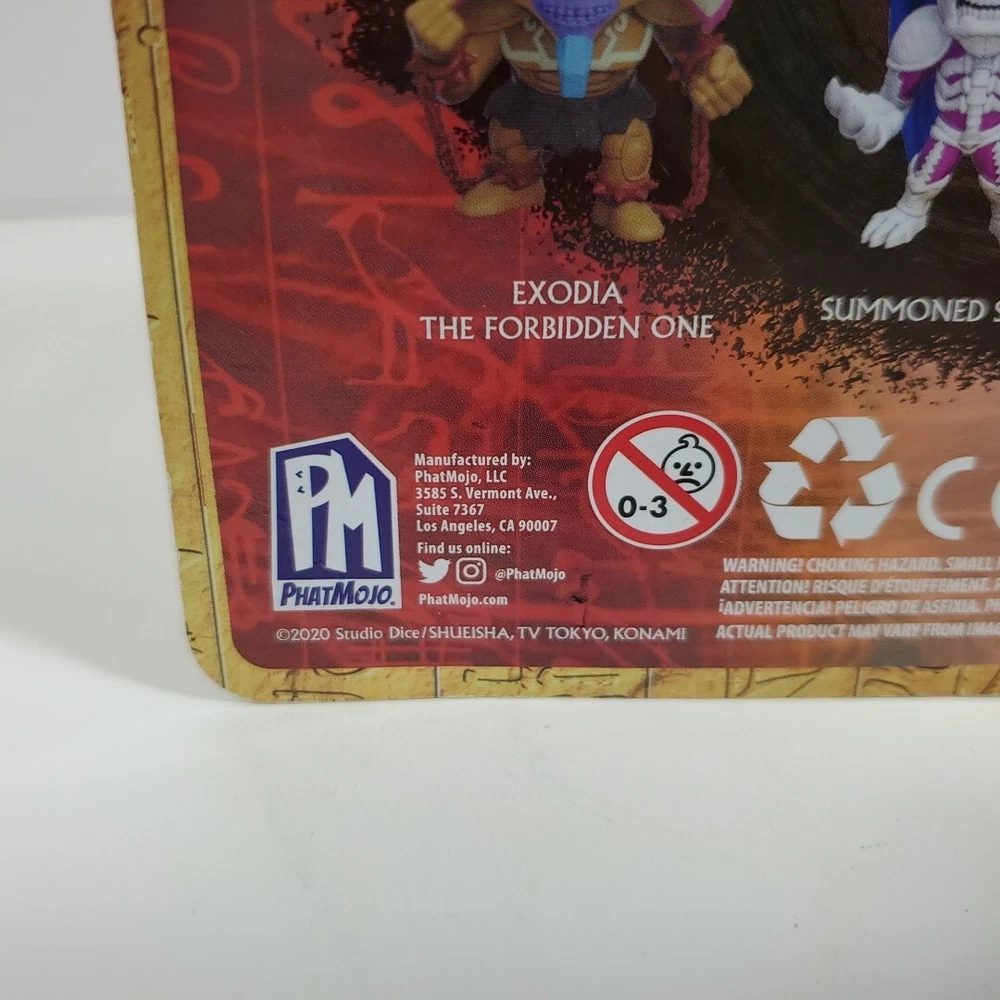 EXODIA
THE FORBIDDEN ONE
SUMMONED
PM
PHATMOJO.
Manufactured by:
PhatMojo, LLC
3585 S. Vermont Ave.,
Suite 7367
Los Angeles, CA 90007
Find us online:
@PhatMojo
PhatMojo.com
0-3
WARNING! CHOKING HAZARD. SMALL
ATTENTION! RISQUE D'ÉTOUFFEMENT.
¡ADVERTENCIA! PELIGRO DE ASFIXIA.
ACTUAL PRODUCT MAY VARY FROM
©2020 Studio Dice/SHUEISHA, TV TOKYO, KONAMI